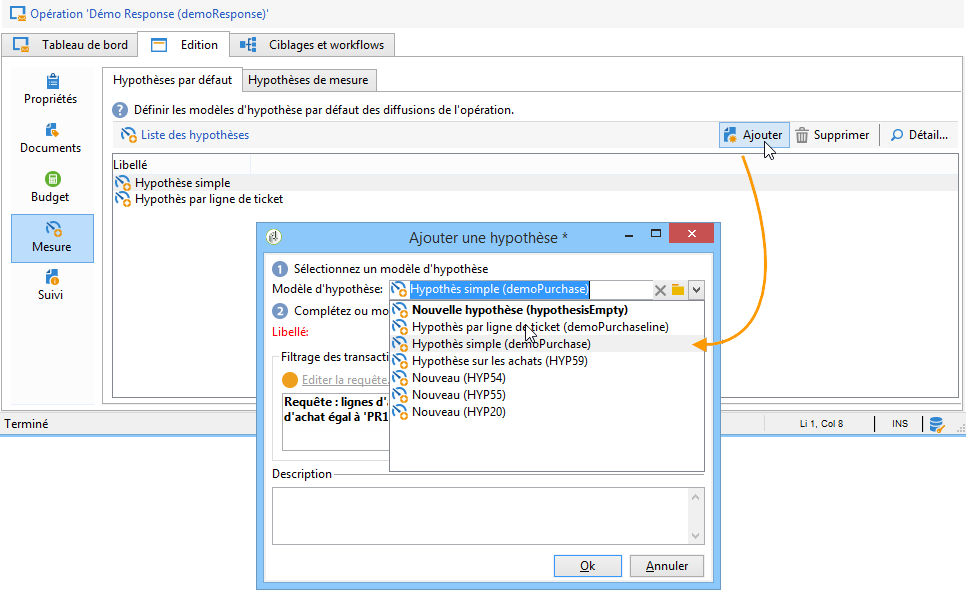 Opération 'Démo Response (demoResponse)'
Tableau de bord Edition Ciblages et workflows
Propriétés
Documents
Budget
Mesure
Suivi
Hypothèses par défaut Hypothèses de mesure
? Définir les modèles d'hypothèse par défaut des diffusions de l'opération.
Liste des hypothèses Ajouter Supprimer Détail...
Libellé
Hypothèse simple
Hypothès par ligne de ticket
Ajouter une hypothèse *
1 Sélectionnez un modèle d'hypothèse
Modèle d'hypothèse: Hypothès simple (demoPurchase)
2 Complétez ou mo
Libellé:
Filtrage des transacti
Editer la requête.
Requête : lignes d'
d'achat égal à 'PR1
Nouvelle hypothèse (hypothesisEmpty)
Hypothès par ligne de ticket (demoPurchaseline)
Hypothès simple (demoPurchase)
Hypothèse sur les achats (HYP59)
Nouveau (HYP54)
Nouveau (HYP55)
Nouveau (HYP20)
Description
Ok Annuler
Terminé Li 1, Col 8 INS